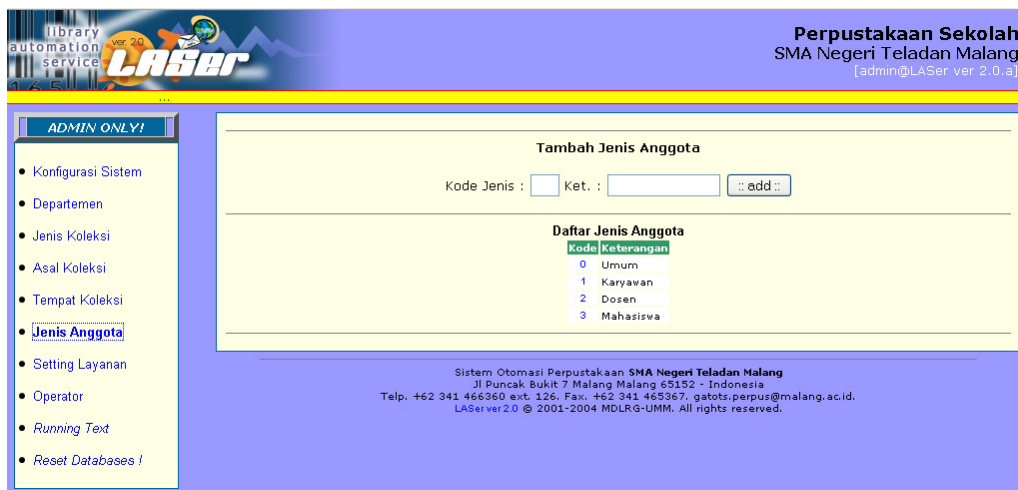 library
automation
service
ver. 2.0
LASer
Perpustakaan Sekolah
SMA Negeri Teladan Malang
[admin@LASer ver 2.0.a]
...
ADMIN ONLY!
Konfigurasi Sistem
Departemen
Jenis Koleksi
Asal Koleksi
Tempat Koleksi
Jenis Anggota
Setting Layanan
Operator
Running Text
Reset Databases !
Tambah Jenis Anggota
Kode Jenis : Ket. : :: add ::
Daftar Jenis Anggota
Kode Keterangan
0 Umum
1 Karyawan
2 Dosen
3 Mahasiswa
Sistem Otomasi Perpustakaan SMA Negeri Teladan Malang
Jl Puncak Bukit 7 Malang Malang 65152 - Indonesia
Telp. +62 341 466360 ext. 126. Fax. +62 341 465367. gatots.perpus@malang.ac.id.
LASer ver 2.0 © 2001-2004 MDLRG-UMM. All rights reserved.